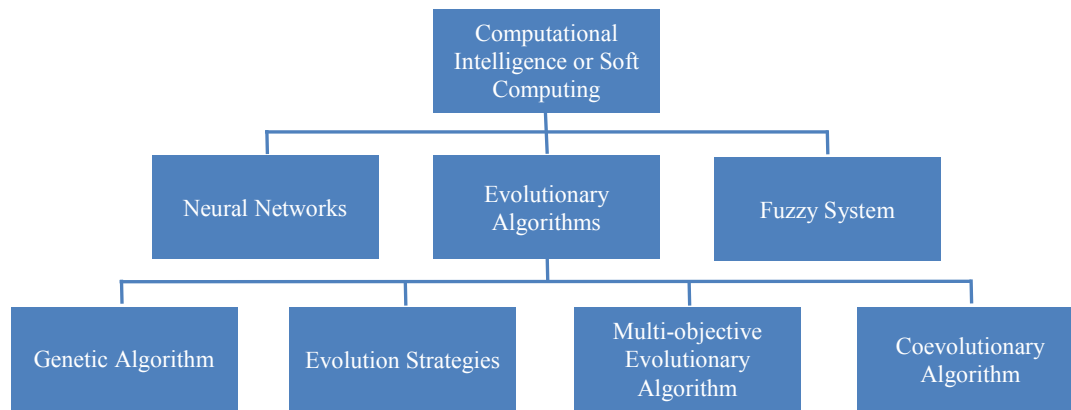 Computational
Intelligence or Soft
Computing
Neural Networks
Evolutionary
Algorithms
Fuzzy System
Genetic Algorithm
Evolution Strategies
Multi-objective
Evolutionary
Algorithm
Coevolutionary
Algorithm